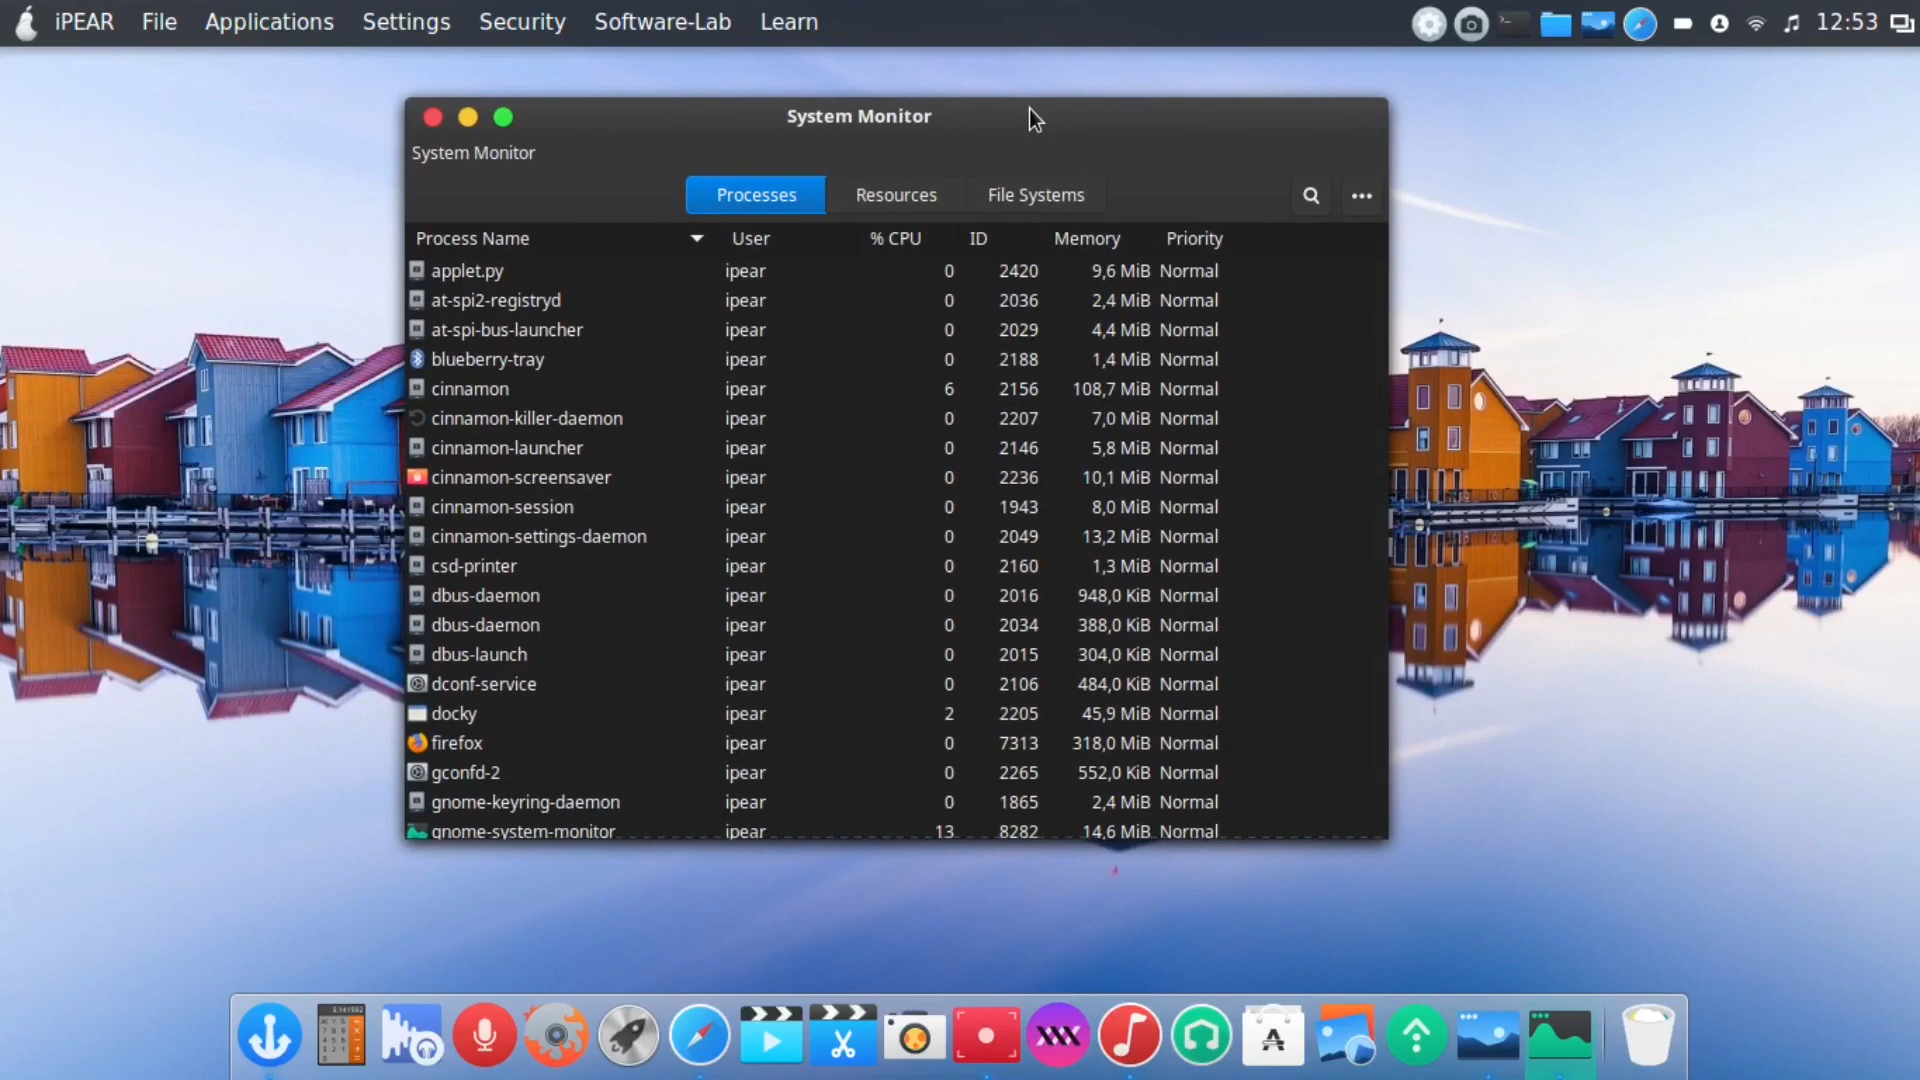 iPEAR File Applications Settings Security Software-Lab Learn 12:53
System Monitor
System Monitor
Processes Resources File Systems
Process Name User % CPU ID Memory Priority
applet.py ipear 0 2420 9,6 MiB Normal
at-spi2-registryd ipear 0 2036 2,4 MiB Normal
at-spi-bus-launcher ipear 0 2029 4,4 MiB Normal
blueberry-tray ipear 0 2188 1,4 MiB Normal
cinnamon ipear 6 2156 108,7 MiB Normal
cinnamon-killer-daemon ipear 0 2207 7,0 MiB Normal
cinnamon-launcher ipear 0 2146 5,8 MiB Normal
cinnamon-screensaver ipear 0 2236 10,1 MiB Normal
cinnamon-session ipear 0 1943 8,0 MiB Normal
cinnamon-settings-daemon ipear 0 2049 13,2 MiB Normal
csd-printer ipear 0 2160 1,3 MiB Normal
dbus-daemon ipear 0 2016 948,0 KiB Normal
dbus-daemon ipear 0 2034 388,0 KiB Normal
dbus-launch ipear 0 2015 304,0 KiB Normal
dconf-service ipear 0 2106 484,0 KiB Normal
docky ipear 2 2205 45,9 MiB Normal
firefox ipear 0 7313 318,0 MiB Normal
gconfd-2 ipear 0 2265 552,0 KiB Normal
gnome-keyring-daemon ipear 0 1865 2,4 MiB Normal
gnome-system-monitor ipear 13 8282 14,6 MiB Normal